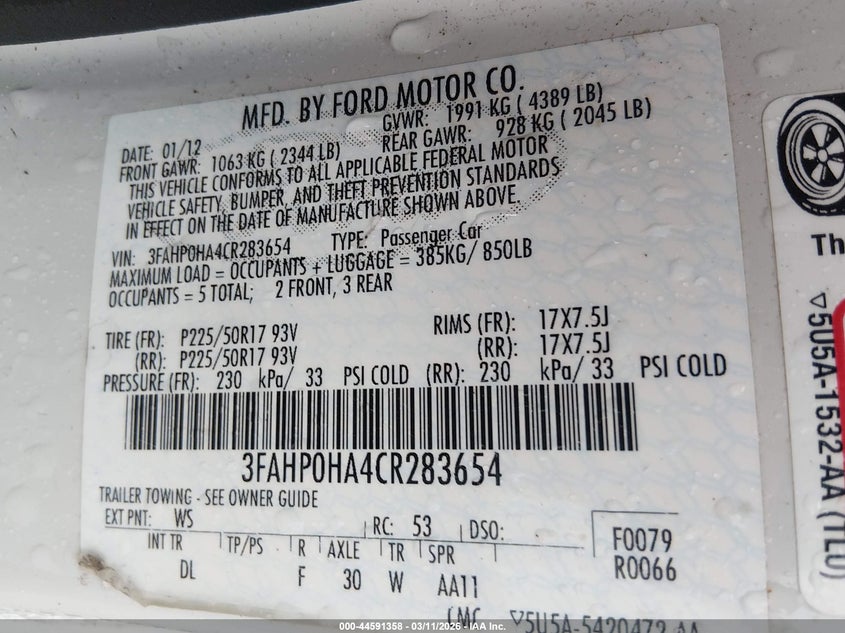 MFD. BY FORD MOTOR CO.
DATE: 01/12 GVWR: 1991 KG ( 4389 LB)
FRONT GAWR: 1063 KG ( 2344 LB) REAR GAWR: 928 KG ( 2045 LB)
THIS VEHICLE CONFORMS TO ALL APPLICABLE FEDERAL MOTOR
VEHICLE SAFETY, BUMPER, AND THEFT PREVENTION STANDARDS
IN EFFECT ON THE DATE OF MANUFACTURE SHOWN ABOVE.
VIN: 3FAHP0HA4CR283654 TYPE: Passenger Car
MAXIMUM LOAD = OCCUPANTS + LUGGAGE = 385KG/ 850LB
OCCUPANTS = 5 TOTAL; 2 FRONT, 3 REAR
TIRE (FR): P225/50R17 93V RIMS (FR): 17X7.5J
(RR): P225/50R17 93V (RR): 17X7.5J
PRESSURE (FR): 230 kPa/ 33 PSI COLD (RR): 230 kPa/ 33 PSI COLD
3FAHP0HA4CR283654
TRAILER TOWING - SEE OWNER GUIDE
EXT PNT: WS RC: 53 DSO: F0079
INT TR TP/PS R AXLE TR SPR R0066
DL F 30 W AA11
▽5U5A-5420472-AA
Th
▽5U5A-1532-AA (TLU)
000-44591358 - 03/11/2026 - IAA Inc.